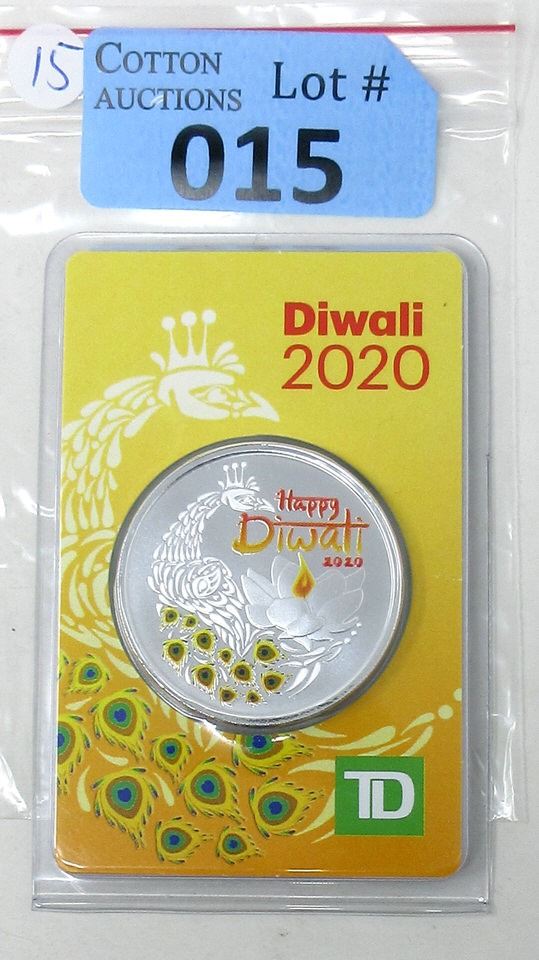 15
COTTON
AUCTIONS
Lot #
015
Diwali
2020
Happy
Diwali
2020
TD